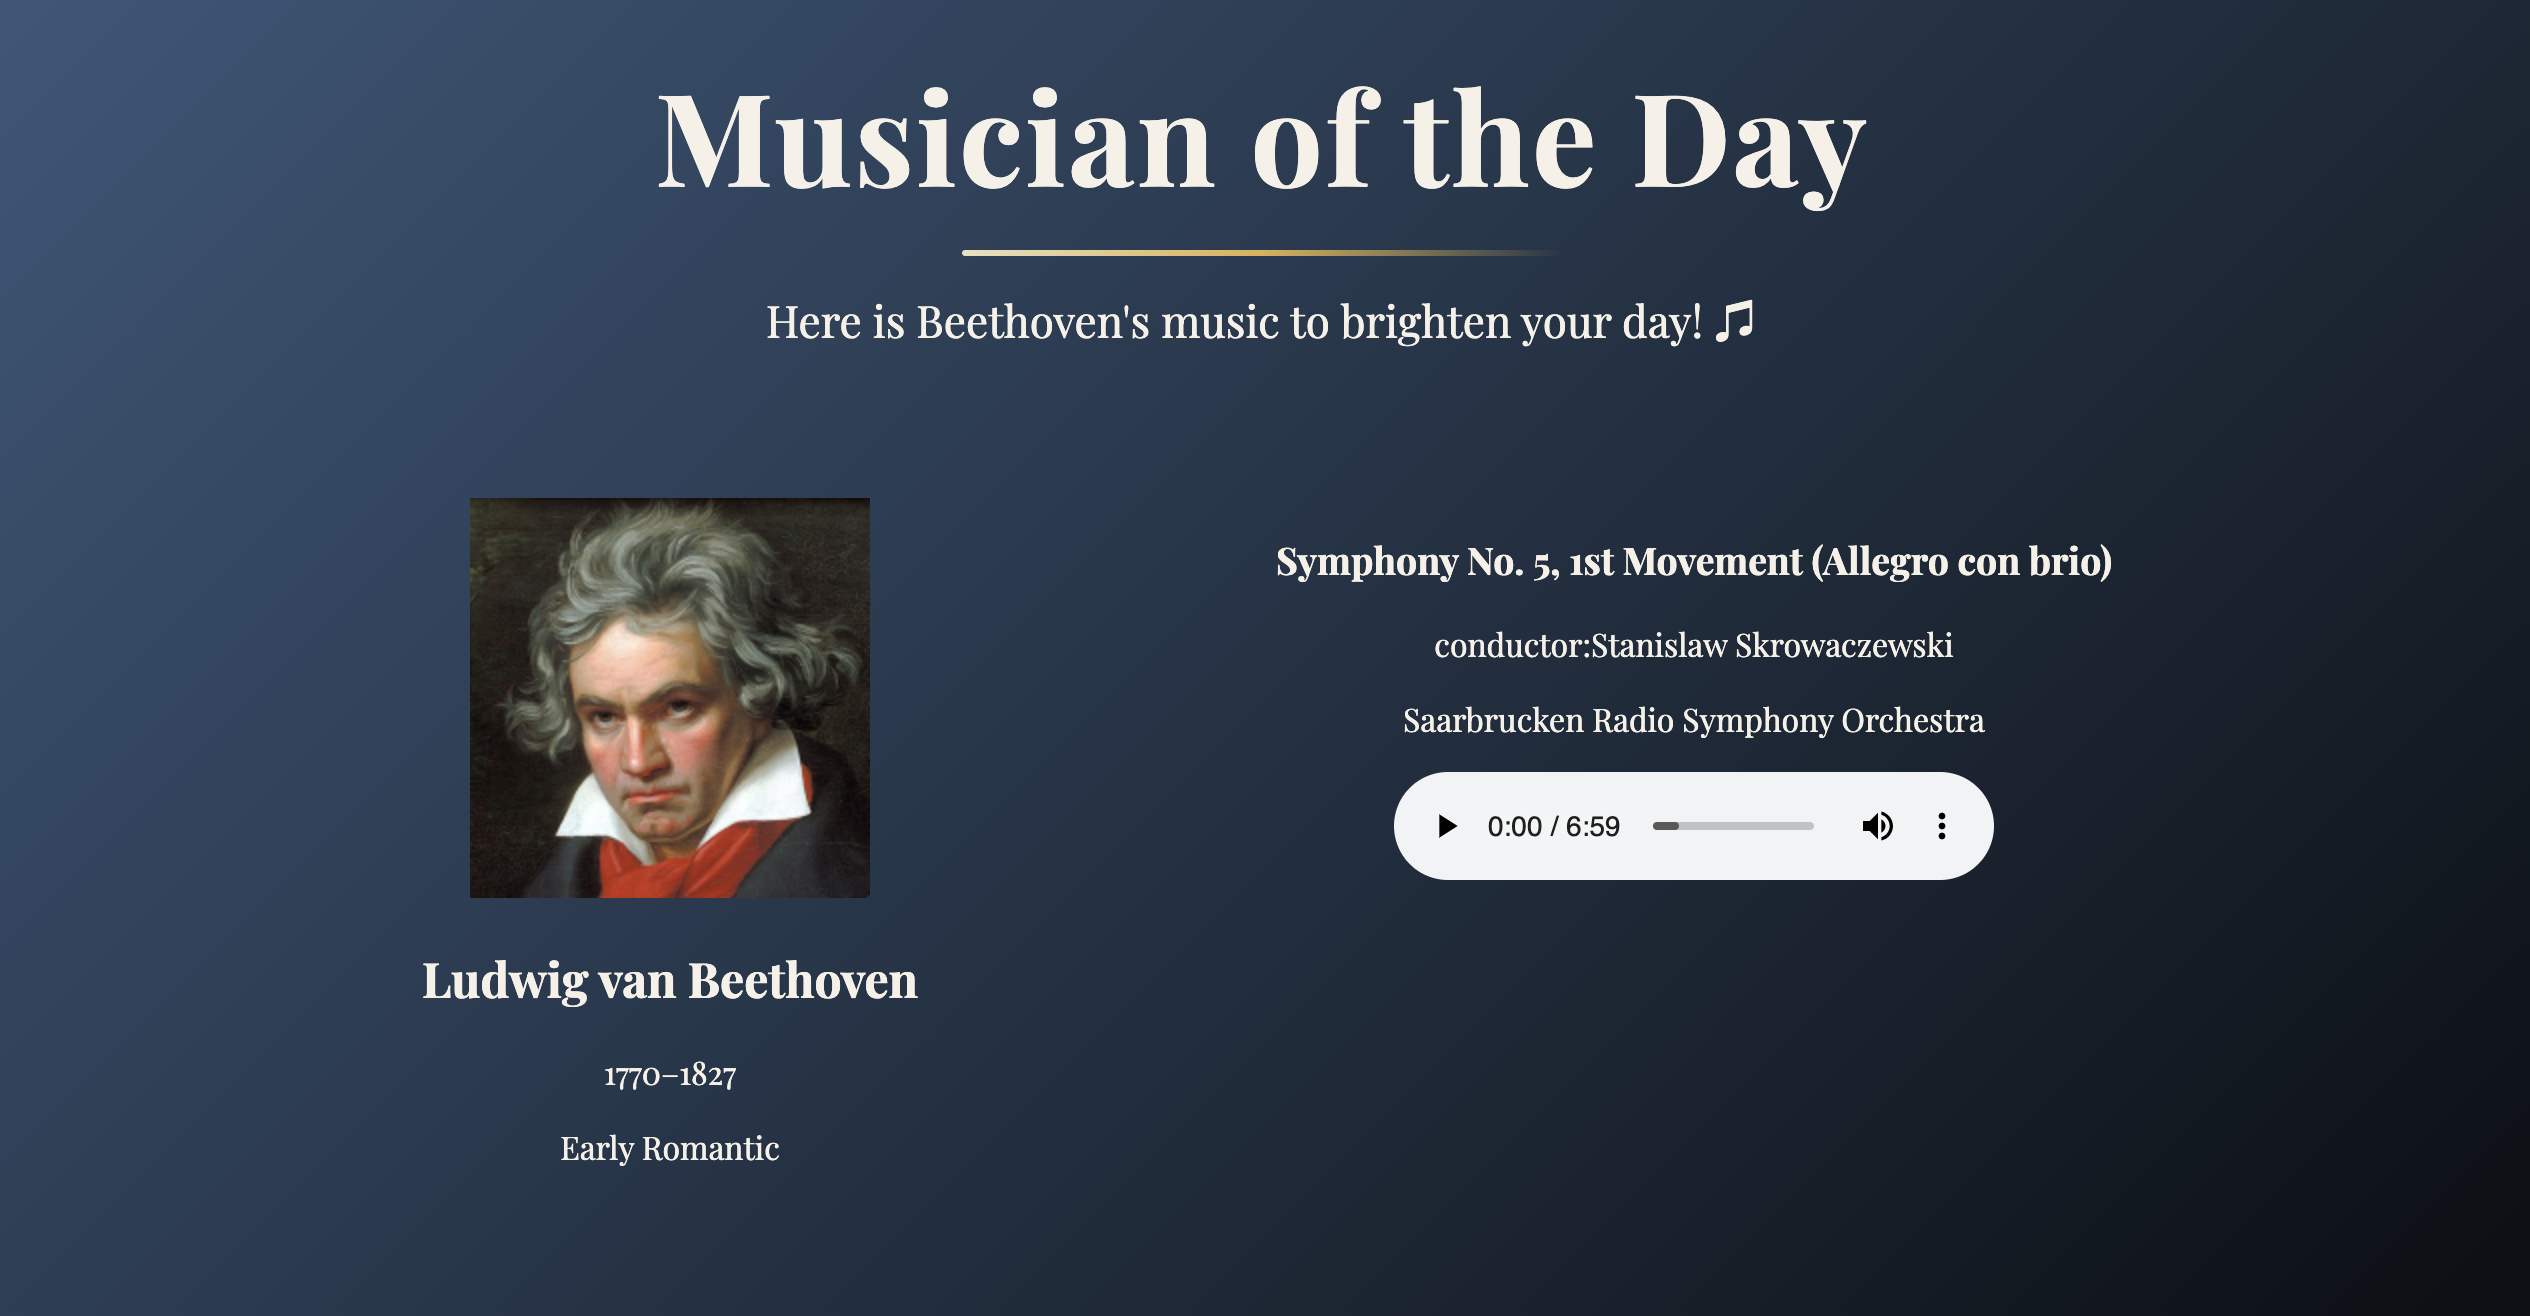 Musician of the Day
Here is Beethoven's music to brighten your day! 🎵
Ludwig van Beethoven
1770–1827
Early Romantic
Symphony No. 5, 1st Movement (Allegro con brio)
conductor:Stanislaw Skrowaczewski
Saarbrucken Radio Symphony Orchestra
0:00 / 6:59